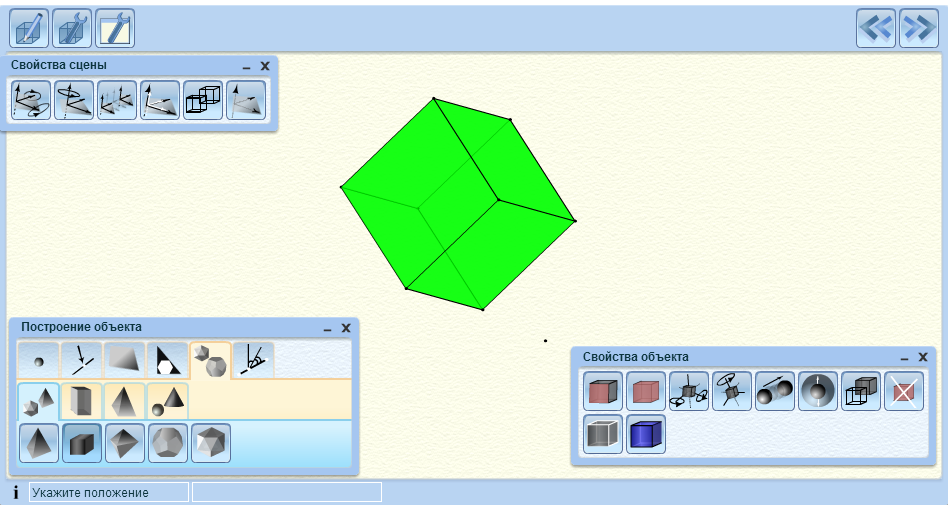 Свойства сцены
Построение объекта
Свойства объекта
i Укажите положение